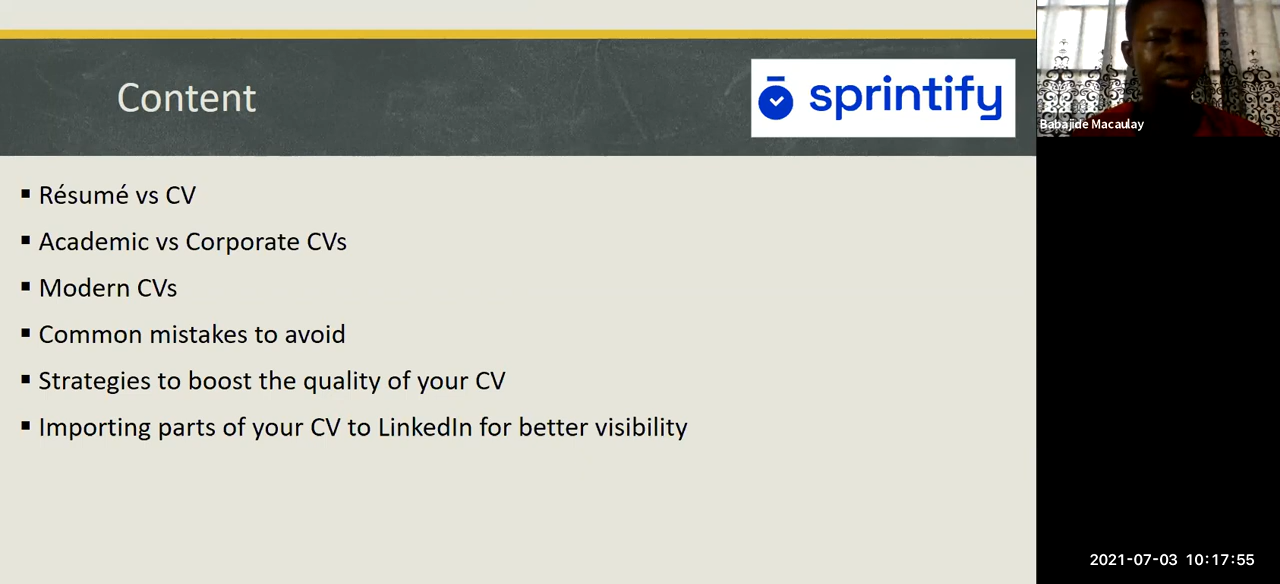 Content
sprintify
Babajide Macaulay
▪ Résumé vs CV
▪ Academic vs Corporate CVs
▪ Modern CVs
▪ Common mistakes to avoid
▪ Strategies to boost the quality of your CV
▪ Importing parts of your CV to LinkedIn for better visibility
2021-07-03 10:17:55